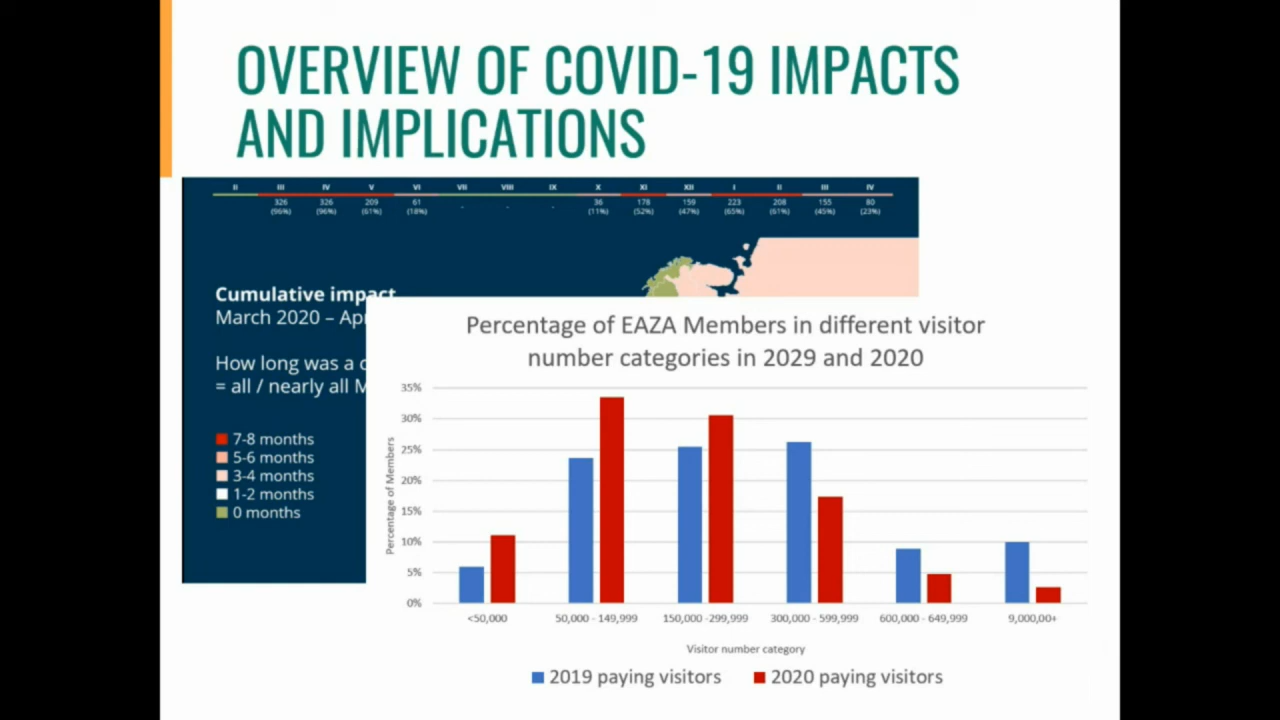 OVERVIEW OF COVID-19 IMPACTS
AND IMPLICATIONS
II III IV V VI VII VIII IX X XI XII I II III IV
326 326 209 61 - - - 36 178 159 223 208 155 80
(96%) (96%) (61%) (18%) (11%) (52%) (47%) (65%) (61%) (45%) (23%)
Cumulative impact
March 2020 – Ap
How long was a
= all / nearly all M
7-8 months
5-6 months
3-4 months
1-2 months
0 months
Percentage of EAZA Members in different visitor
number categories in 2029 and 2020
Percentage of Members
35%
30%
25%
20%
15%
10%
5%
0%
<50,000 50,000 - 149,999 150,000 -299,999 300,000 - 599,999 600,000 - 649,999 9,000,00+
Visitor number category
2019 paying visitors 2020 paying visitors